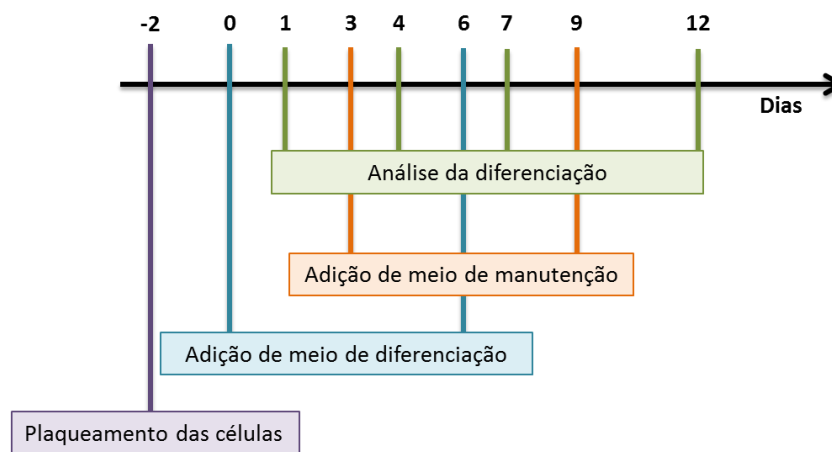 -2 0 1 3 4 6 7 9 12
Dias
Análise da diferenciação
Adição de meio de manutenção
Adição de meio de diferenciação
Plaqueamento das células